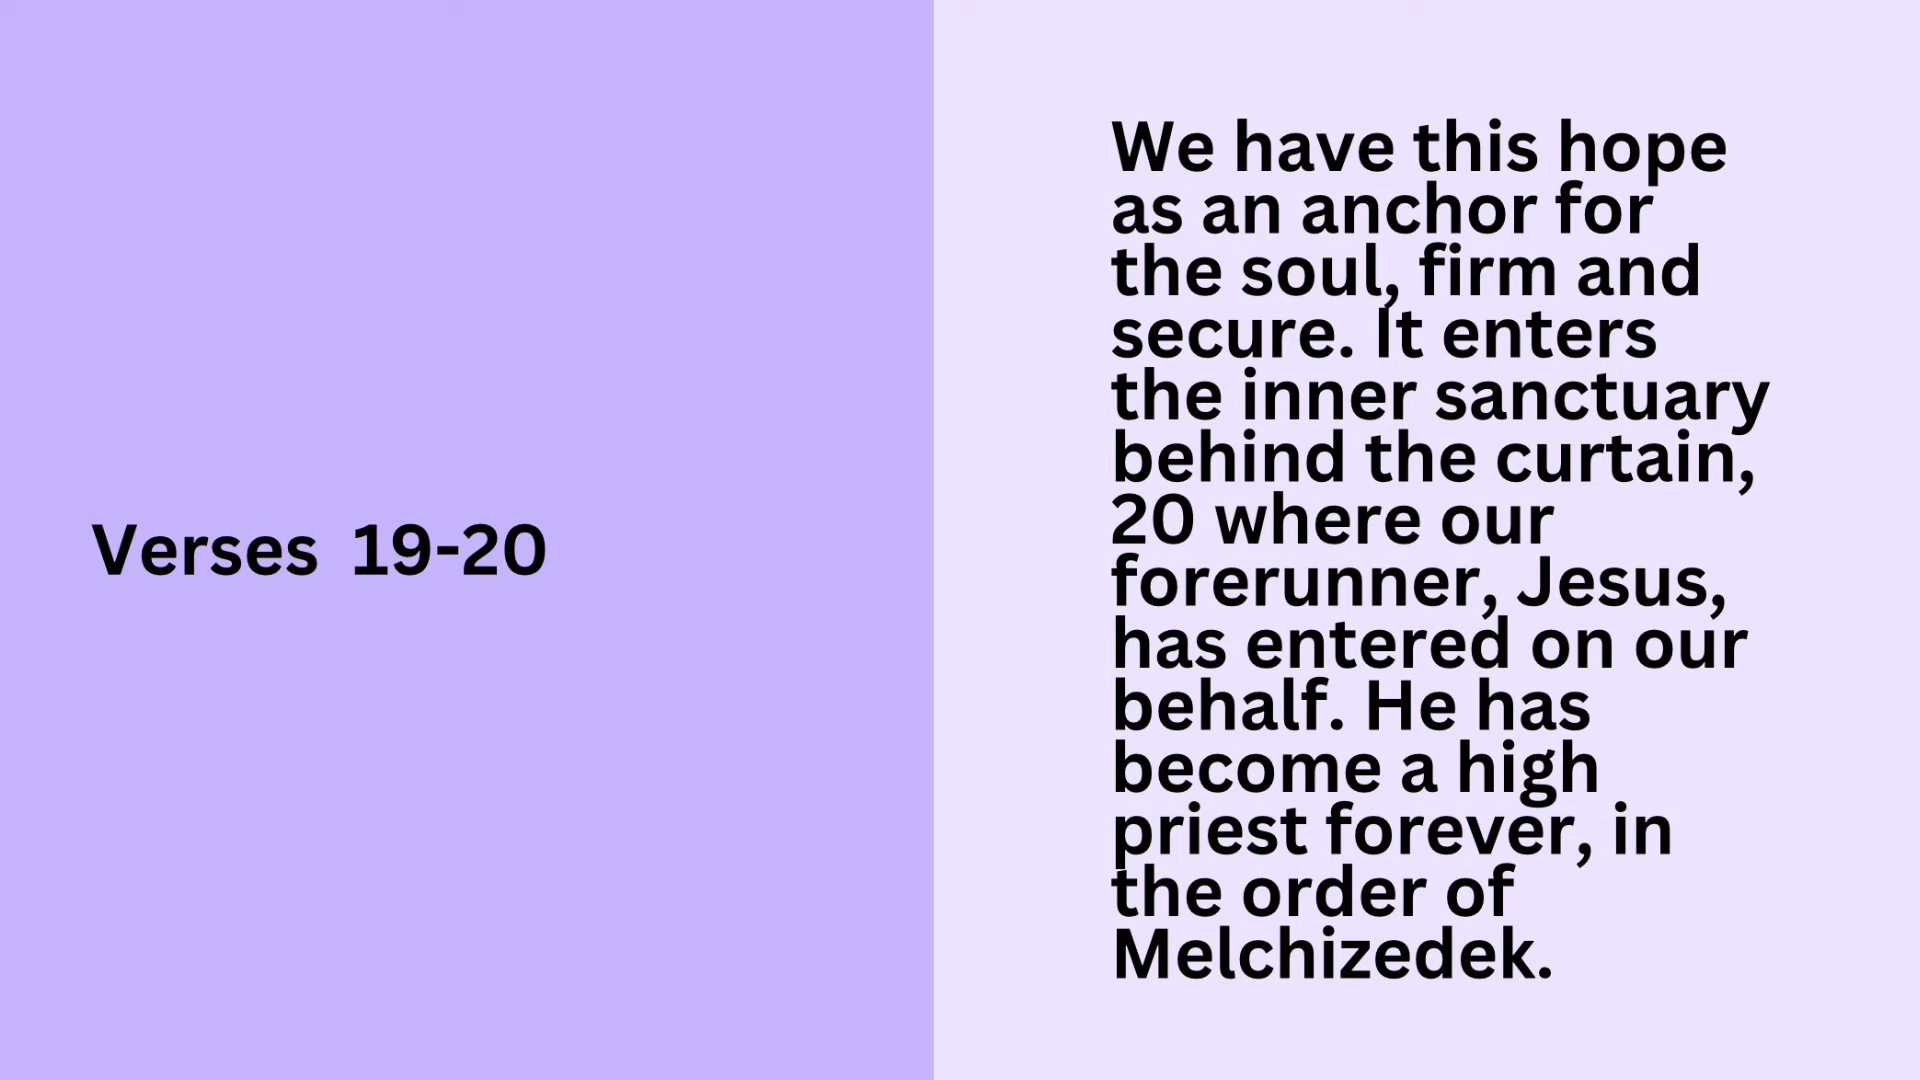 Verses 19-20
We have this hope
as an anchor for
the soul, firm and
secure. It enters
the inner sanctuary
behind the curtain,
20 where our
forerunner, Jesus,
has entered on our
behalf. He has
become a high
priest forever, in
the order of
Melchizedek.